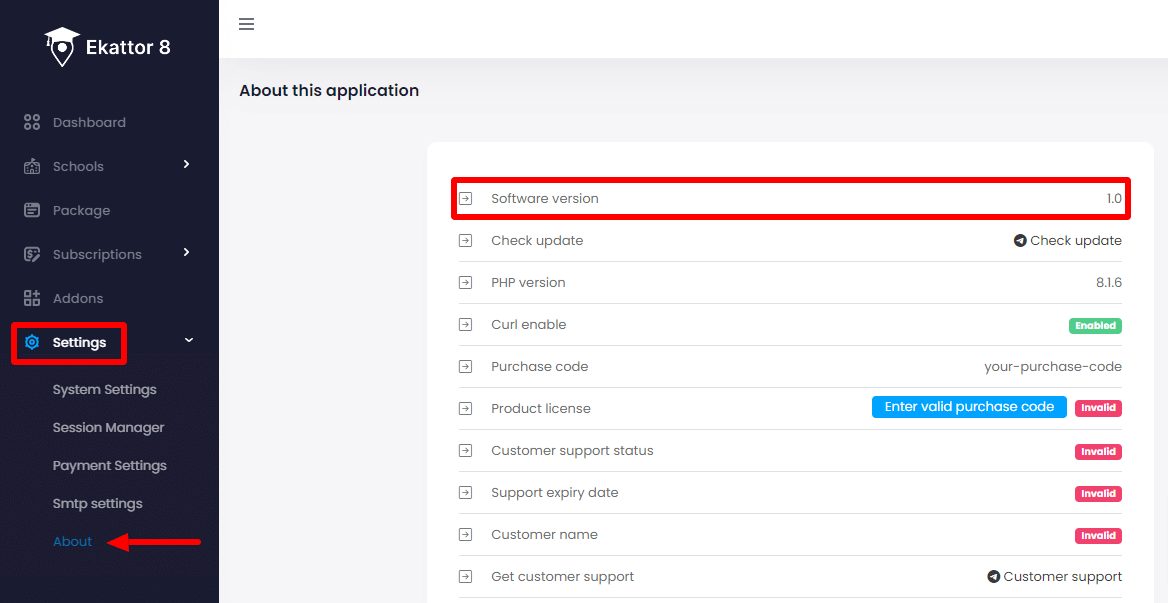 Ekattor 8
Dashboard
Schools
Package
Subscriptions
Addons
Settings
System Settings
Session Manager
Payment Settings
Smtp settings
About
About this application
Software version 1.0
Check update Check update
PHP version 8.1.6
Curl enable Enabled
Purchase code your-purchase-code
Product license Enter valid purchase code Invalid
Customer support status Invalid
Support expiry date Invalid
Customer name Invalid
Get customer support Customer support